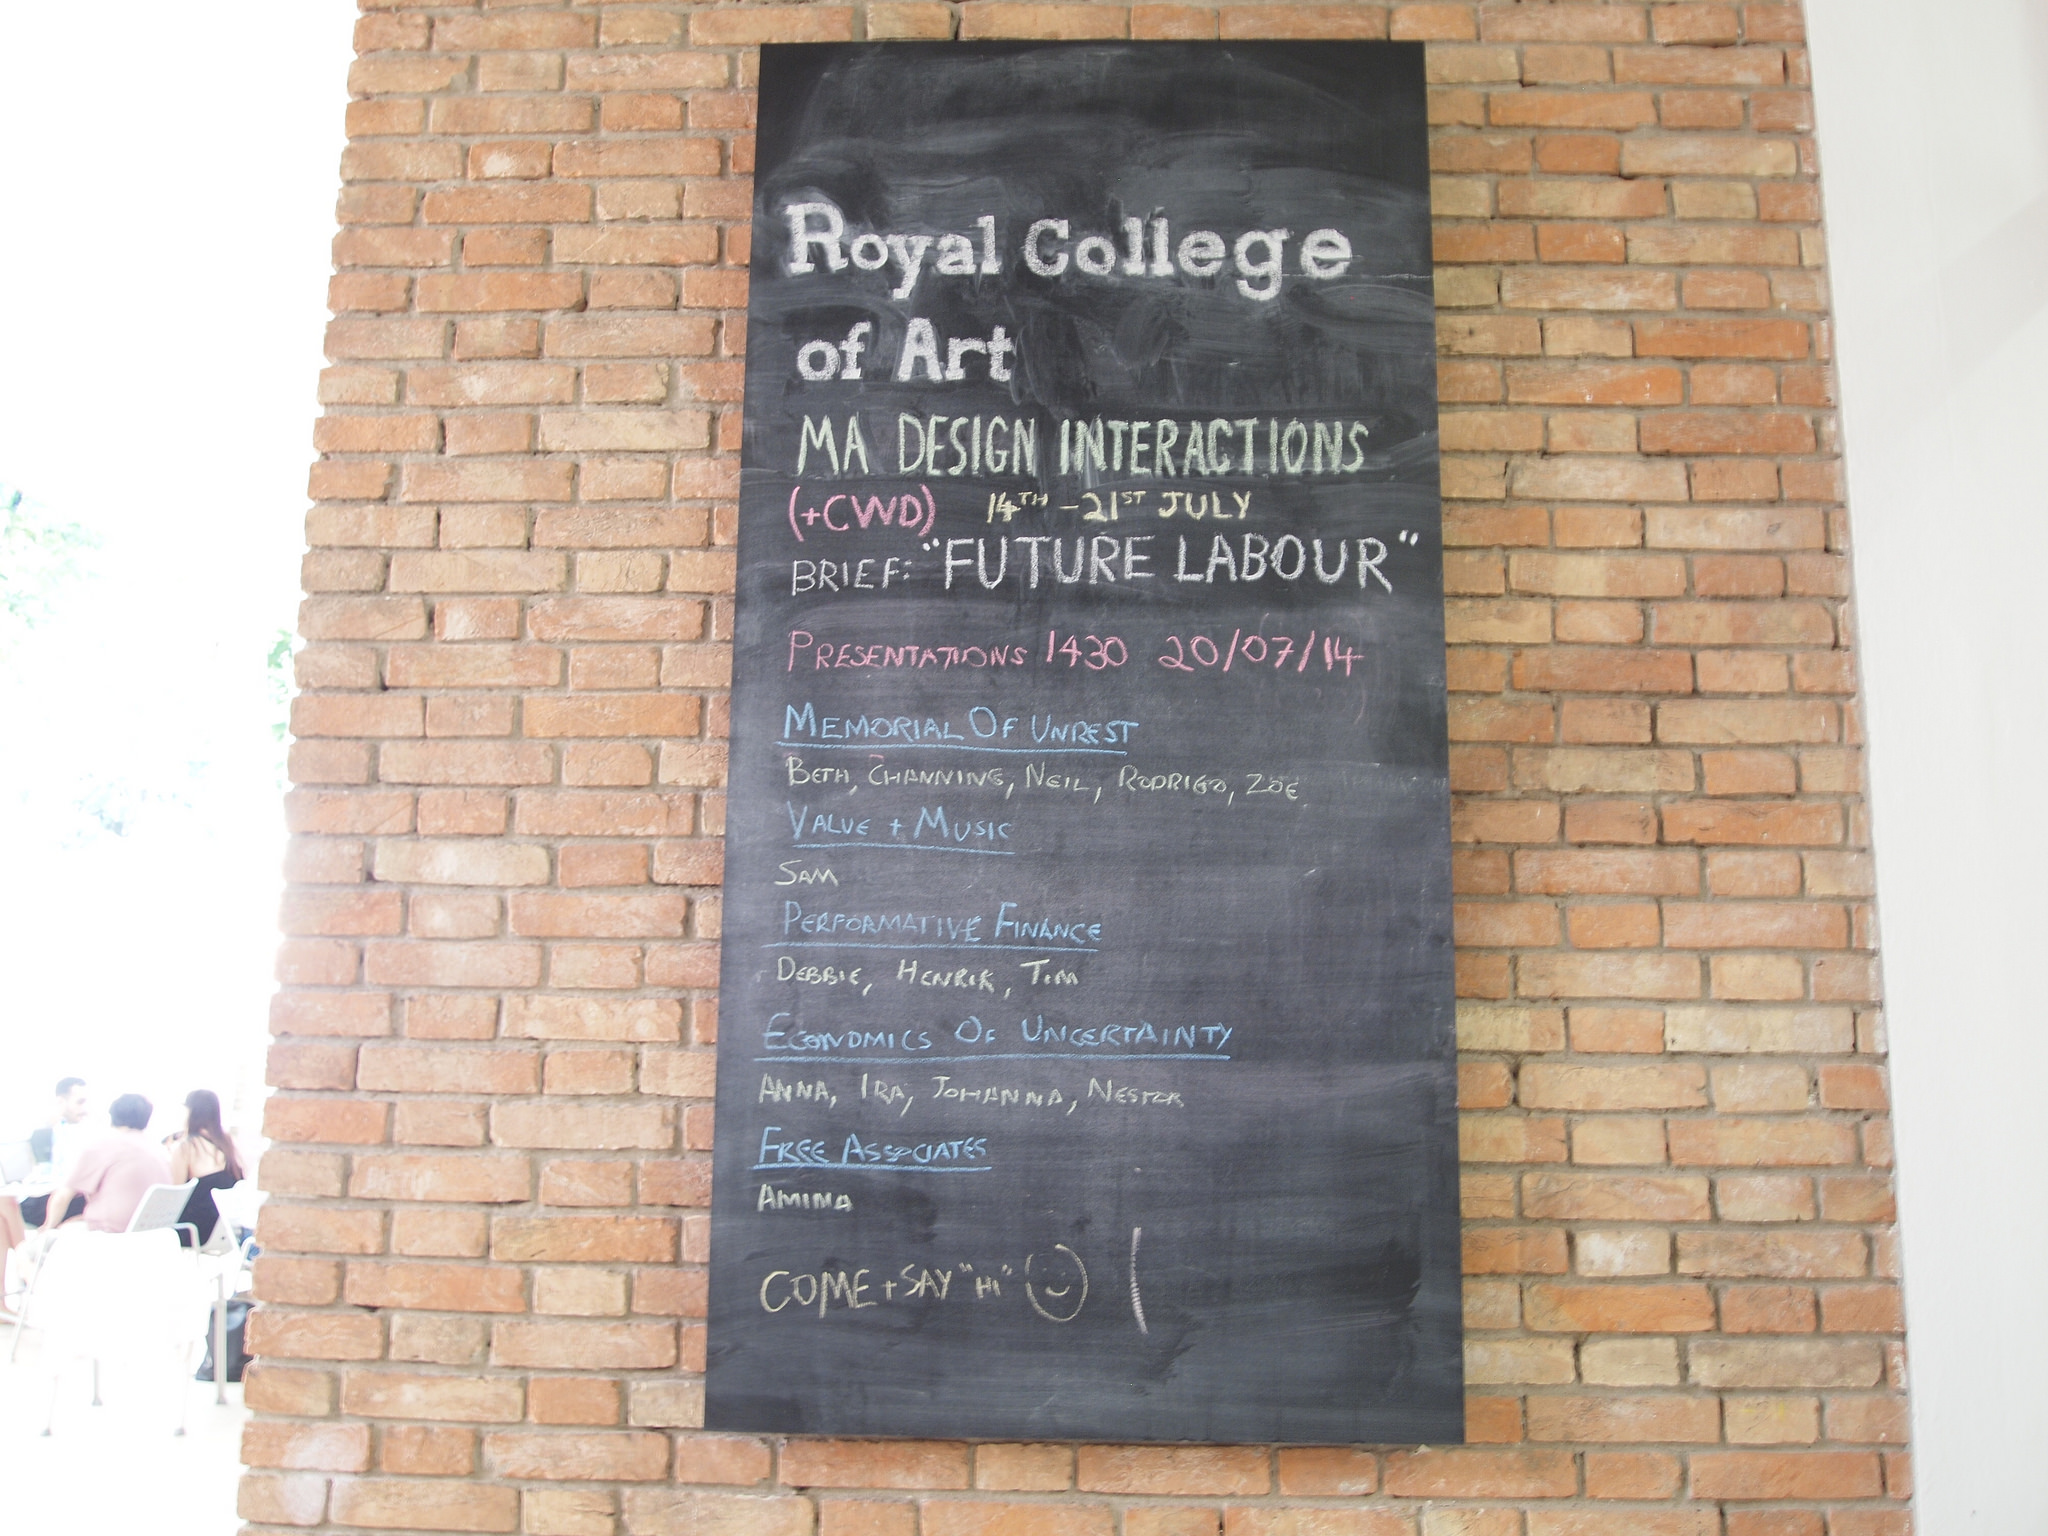 Royal College
of Art
MA DESIGN INTERACTIONS
(+CWD) 14TH - 21ST JULY
BRIEF: "FUTURE LABOUR"
PRESENTATIONS 1430 20/07/14
MEMORIAL OF UNREST
BETH, CHANNING, NEIL, RODRIGO, ZOË
VALUE + MUSIC
SAM
PERFORMATIVE FINANCE
DEBBIE, HENRIK, TIM
ECONOMICS OF UNCERTAINTY
ANNA, IRA, JOHANNA, NESTOR
FREE ASSOCIATES
AMINA
COME + SAY "HI"